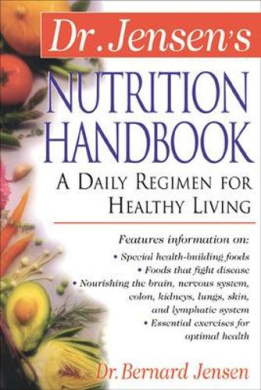 Dr. Jensen's
NUTRITION
HANDBOOK
A DAILY REGIMEN FOR
HEALTHY LIVING
Features information on:
• Special health-building foods
• Foods that fight disease
• Nourishing the brain, nervous system,
colon, kidneys, lungs, skin,
and lymphatic system
• Essential exercises for
optimal health
Dr. Bernard Jensen